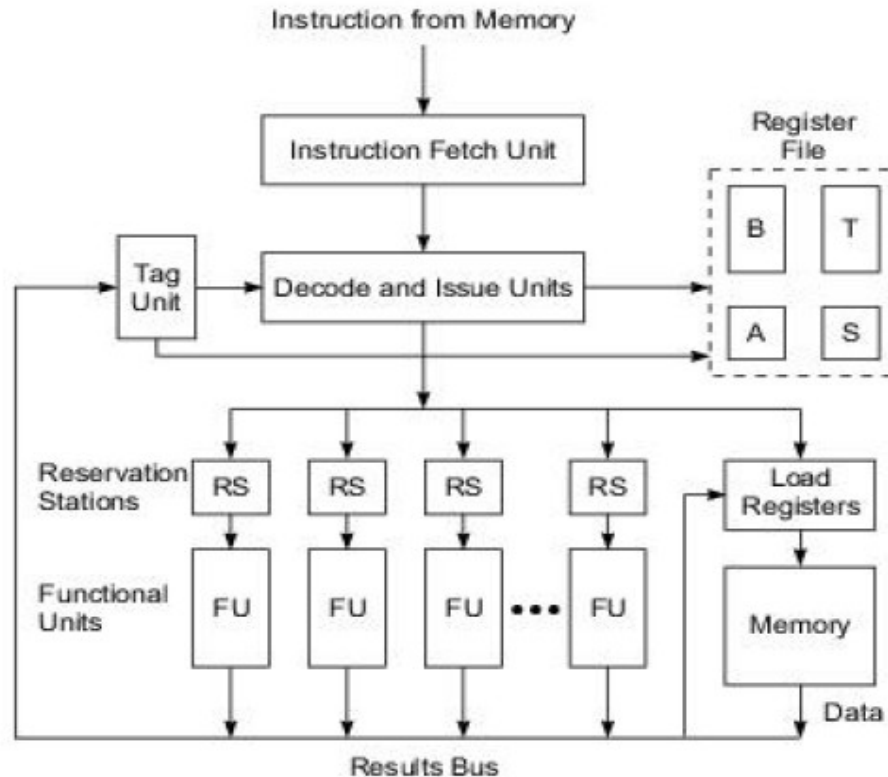 Instruction from Memory
Instruction Fetch Unit
Register
File
B
T
Tag
Unit
Decode and Issue Units
A
S
Reservation
Stations
RS
RS
RS
RS
Load
Registers
Functional
Units
FU
FU
FU
FU
Memory
Data
Results Bus